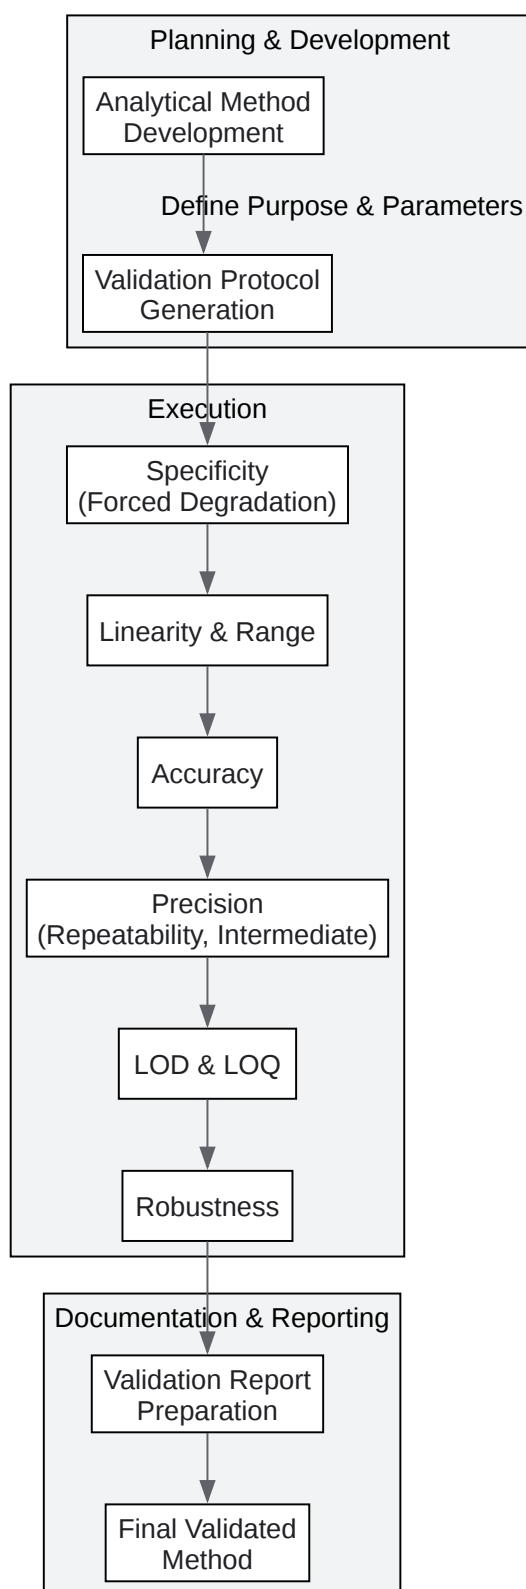 Planning & Development
Analytical Method
Development
Define Purpose & Parameters
Validation Protocol
Generation
Execution
Specificity
(Forced Degradation)
Linearity & Range
Accuracy
Precision
(Repeatability, Intermediate)
LOD & LOQ
Robustness
Documentation & Reporting
Validation Report
Preparation
Final Validated
Method